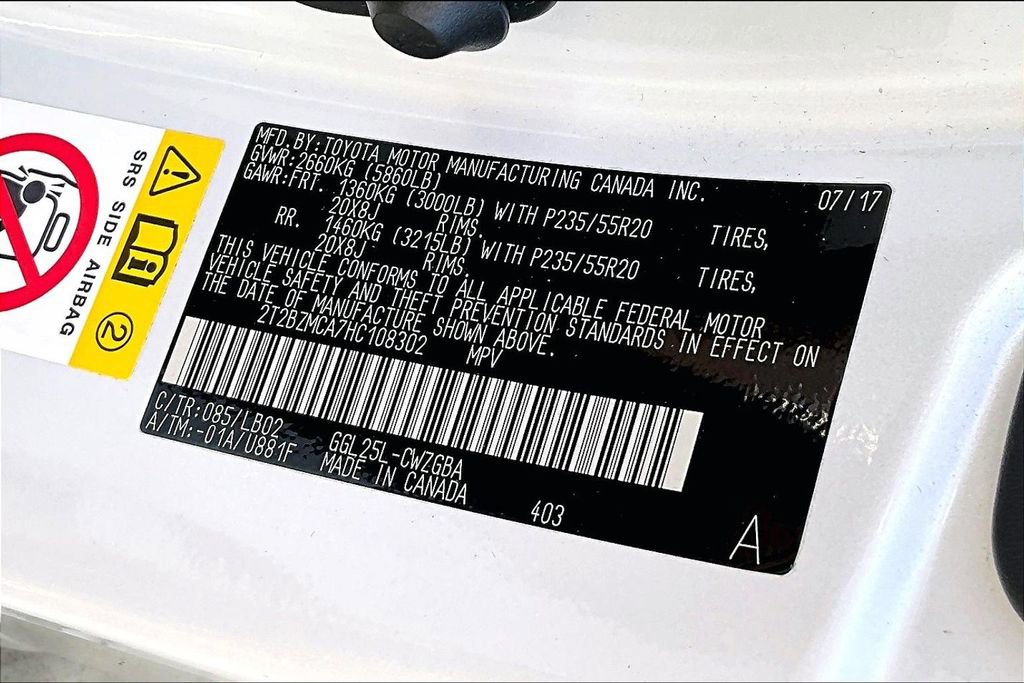 SRS SIDE AIRBAG
2
MFD. BY: TOYOTA MOTOR MANUFACTURING CANADA INC. 07/17
GVWR: 2660KG (5860LB)
GAWR: FRT. 1360KG (3000LB) WITH P235/55R20 TIRES,
20X8J RIMS,
RR. 1460KG (3215LB) WITH P235/55R20 TIRES,
20X8J RIMS.
THIS VEHICLE CONFORMS TO ALL APPLICABLE FEDERAL MOTOR
VEHICLE SAFETY AND THEFT PREVENTION STANDARDS IN EFFECT ON
THE DATE OF MANUFACTURE SHOWN ABOVE.
2T2BZMCA7HC108302 MPV
C/TR: 085/LB02 GGL25L-CWZGBA
A/TM: -01A/U881F MADE IN CANADA
403
A